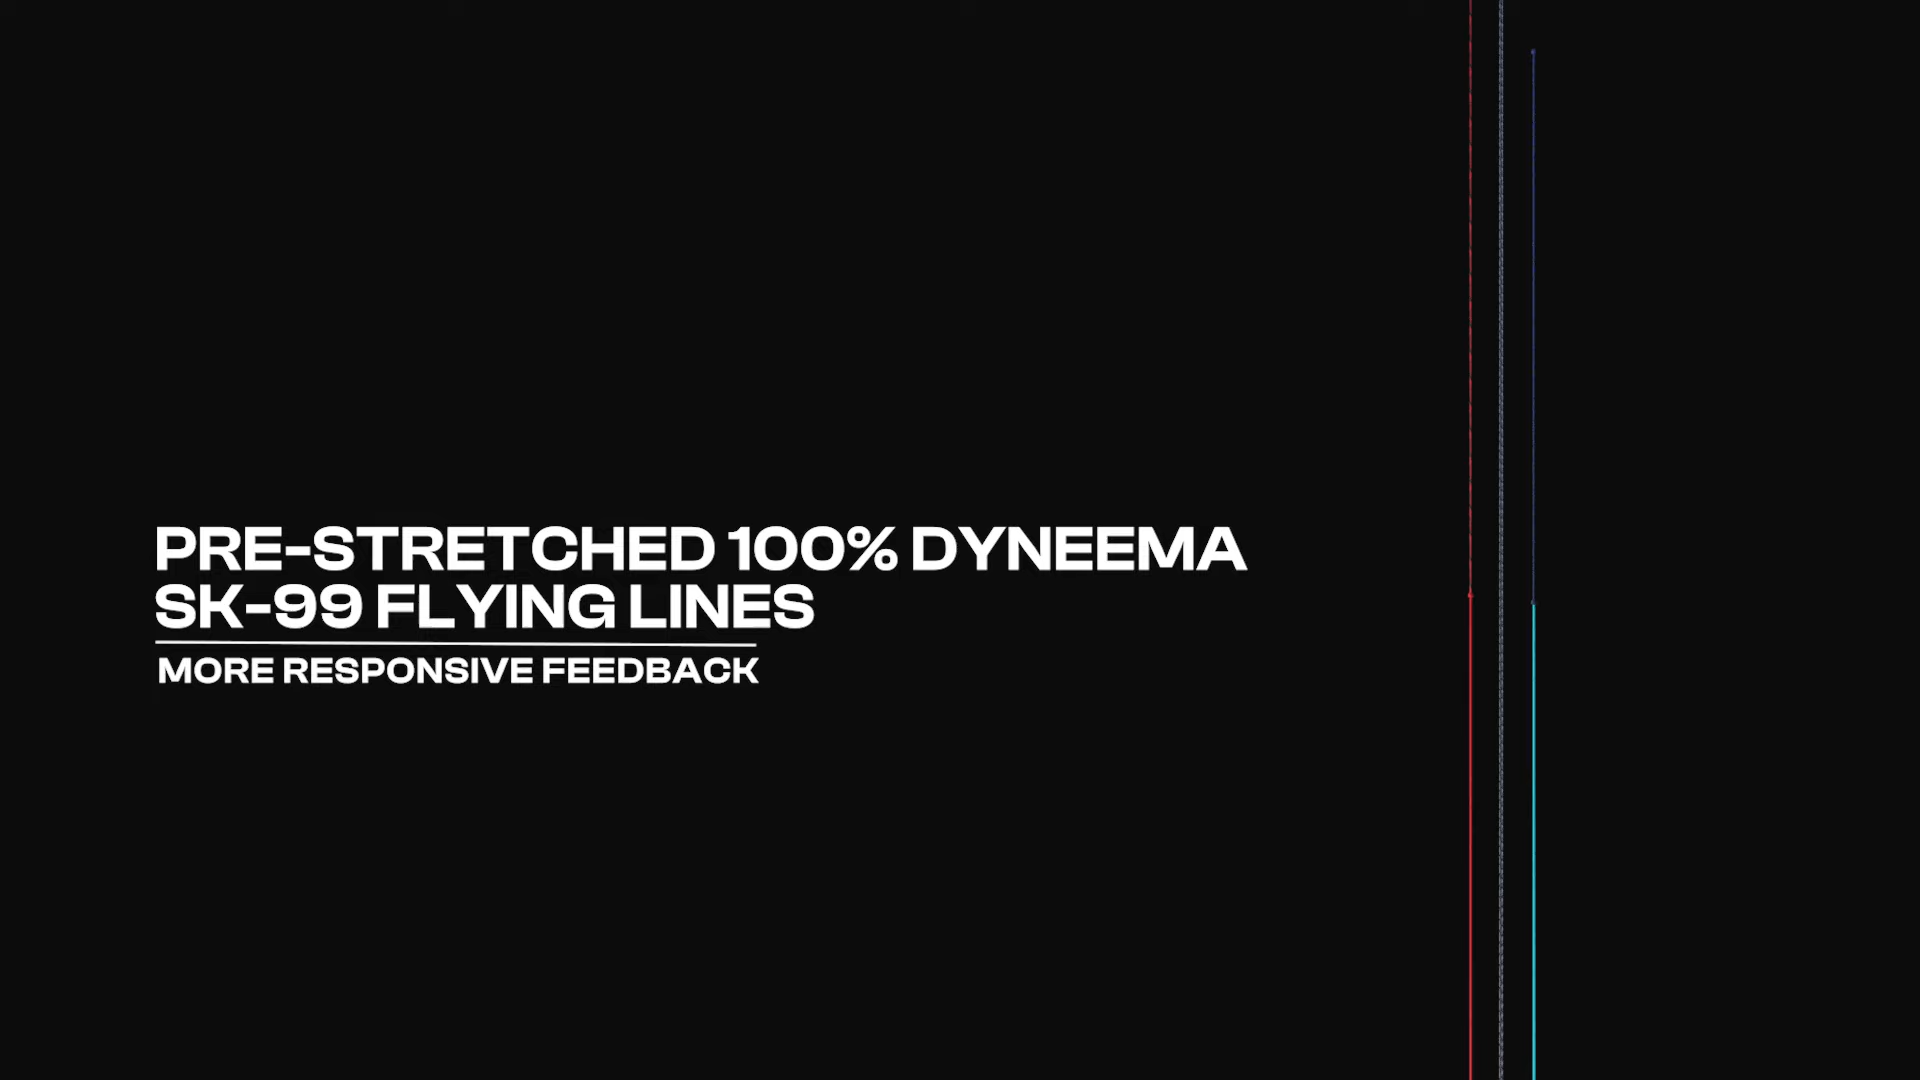 PRE-STRETCHED 100% DYNEEMA
SK-99 FLYING LINES
MORE RESPONSIVE FEEDBACK